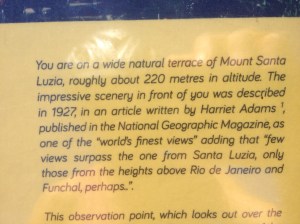 You are on a wide natural terrace of Mount Santa
Luzia, roughly about 220 metres in altitude. The
impressive scenery in front of you was described
in 1927, in an article written by Harriet Adams ¹,
published in the National Geographic Magazine, as
one of the "world's finest views" adding that "few
views surpass the one from Santa Luzia, only
those from the heights above Rio de Janeiro and
Funchal, perhaps..".
This observation point, which looks out over the